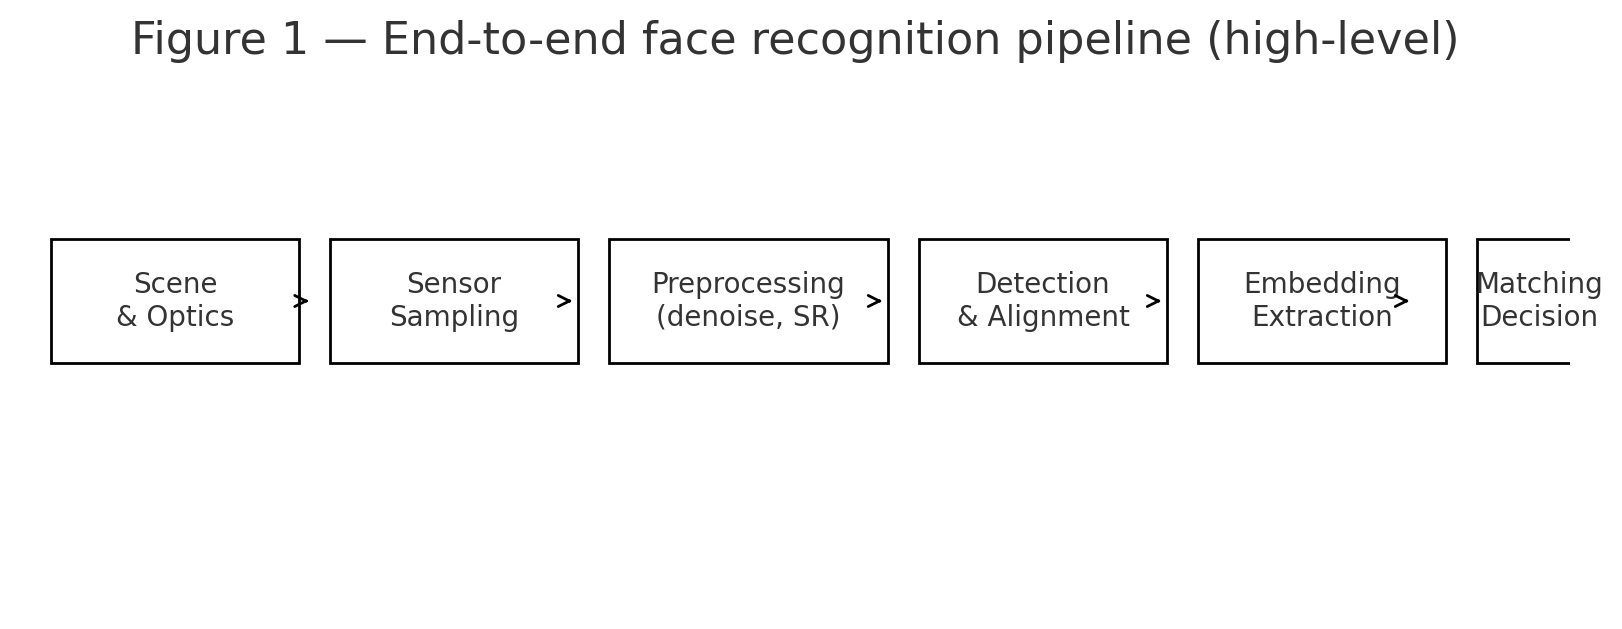 Figure 1 — End-to-end face recognition pipeline (high-level)
Scene
& Optics
Sensor
Sampling
Preprocessing
(denoise, SR)
Detection
& Alignment
Embedding
Extraction
Matching
Decision